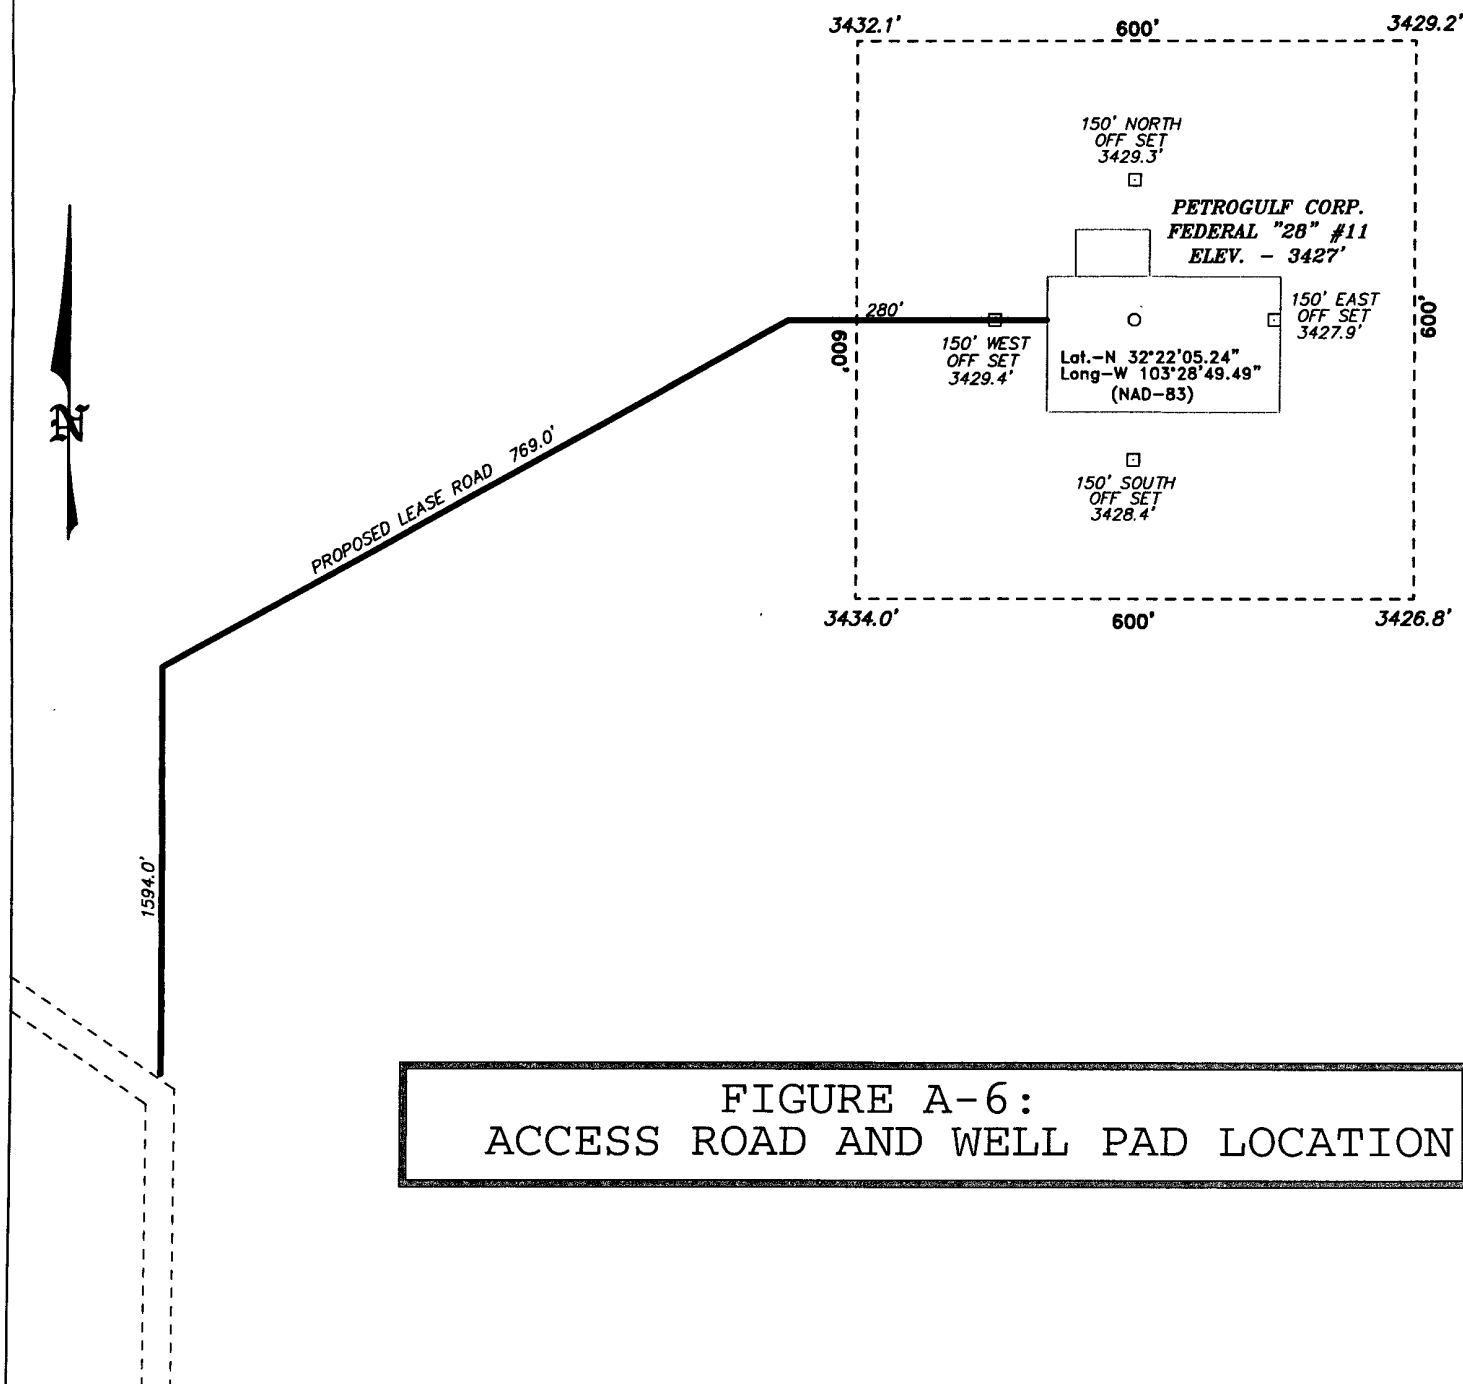 3432.1'
600'
3429.2'
150' NORTH
OFF SET
3429.3'
PETROGULF CORP.
FEDERAL "28" #11
ELEV. - 3427'
280'
600'
150' WEST
OFF SET
3429.4'
150' EAST
OFF SET
3427.9'
600'
Lat.-N 32°22'05.24"
Long-W 103°28'49.49"
(NAD-83)
N
PROPOSED LEASE ROAD 769.0'
150' SOUTH
OFF SET
3428.4'
3434.0'
600'
3426.8'
1594.0'
FIGURE A-6:
ACCESS ROAD AND WELL PAD LOCATION